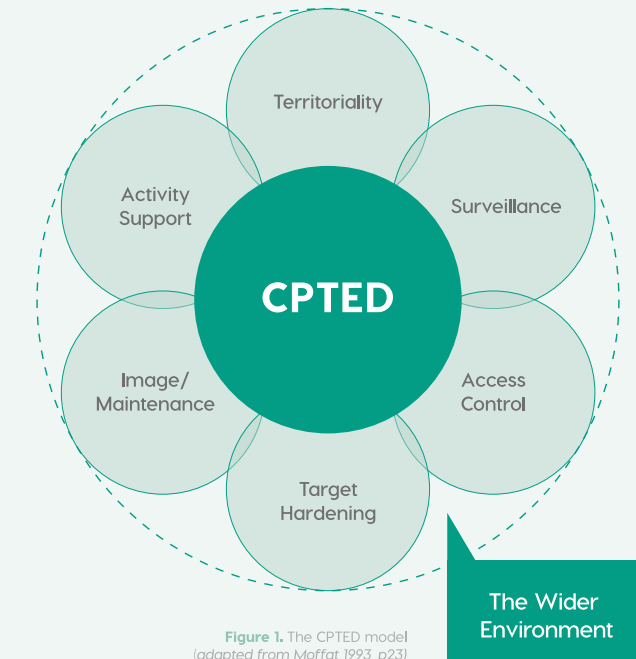 Territoriality
Activity
Support
Surveillance
CPTED
Image/
Maintenance
Access
Control
Target
Hardening
The Wider
Environment
Figure 1. The CPTED model
(adapted from Moffat 1993, p23)